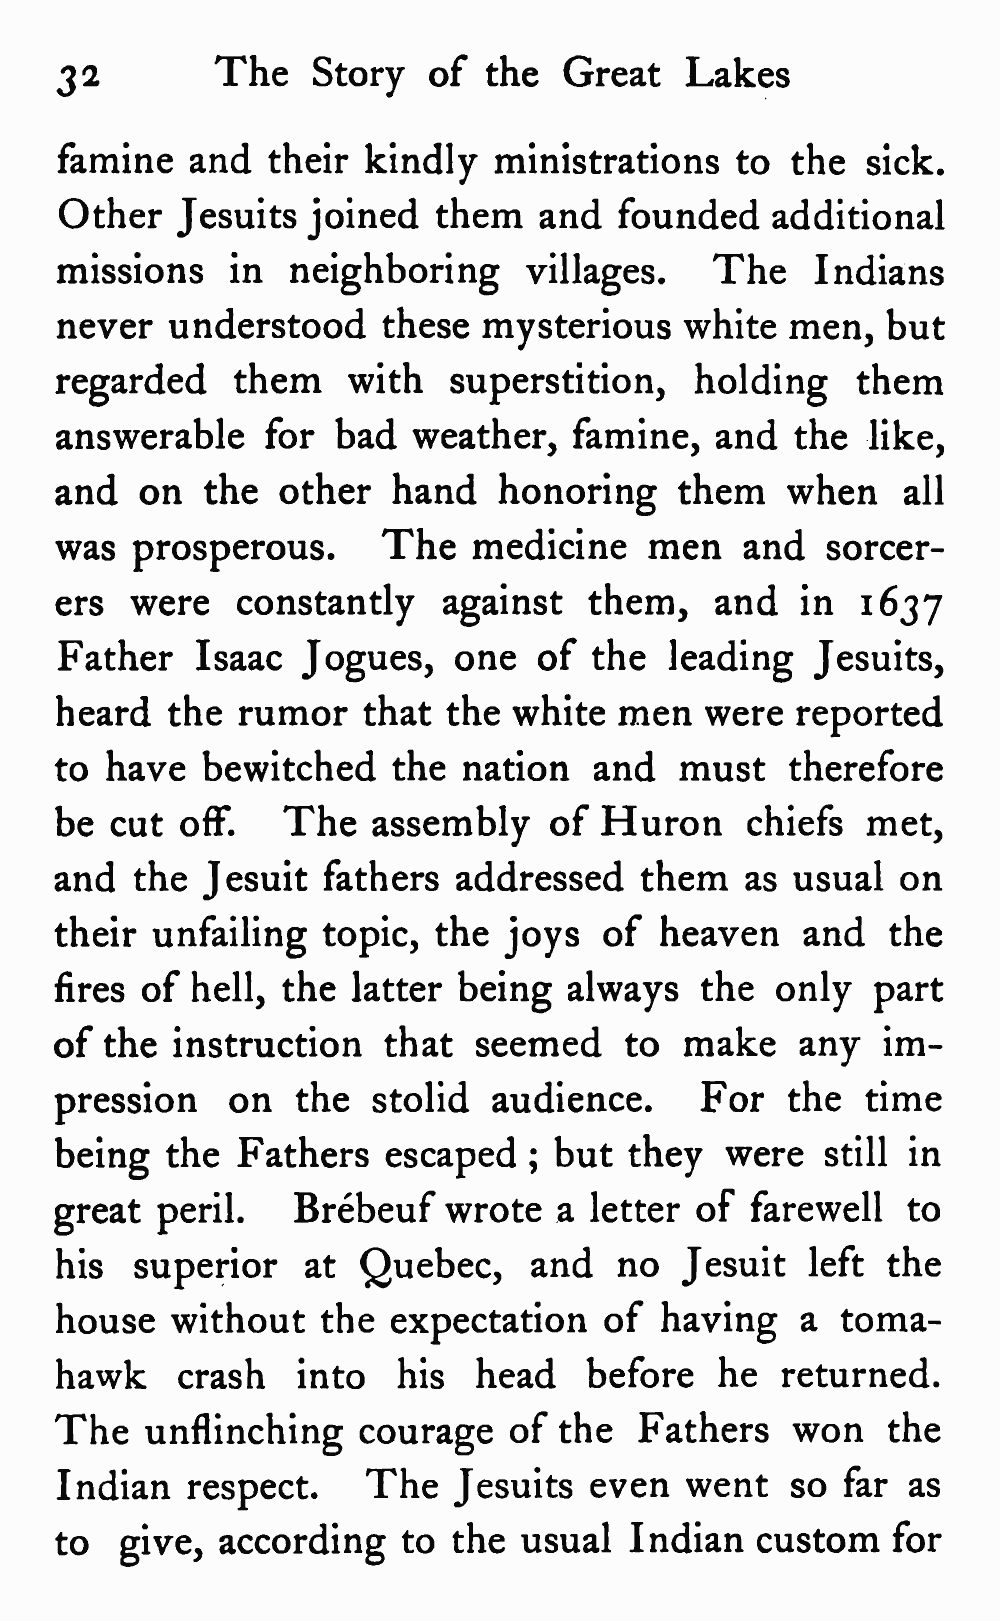 32 The Story of the Great Lakes
famine and their kindly ministrations to the sick.
Other Jesuits joined them and founded additional
missions in neighboring villages. The Indians
never understood these mysterious white men, but
regarded them with superstition, holding them
answerable for bad weather, famine, and the like,
and on the other hand honoring them when all
was prosperous. The medicine men and sorcer-
ers were constantly against them, and in 1637
Father Isaac Jogues, one of the leading Jesuits,
heard the rumor that the white men were reported
to have bewitched the nation and must therefore
be cut off. The assembly of Huron chiefs met,
and the Jesuit fathers addressed them as usual on
their unfailing topic, the joys of heaven and the
fires of hell, the latter being always the only part
of the instruction that seemed to make any im-
pression on the stolid audience. For the time
being the Fathers escaped ; but they were still in
great peril. Brébeuf wrote a letter of farewell to
his superior at Quebec, and no Jesuit left the
house without the expectation of having a toma-
hawk crash into his head before he returned.
The unflinching courage of the Fathers won the
Indian respect. The Jesuits even went so far as
to give, according to the usual Indian custom for